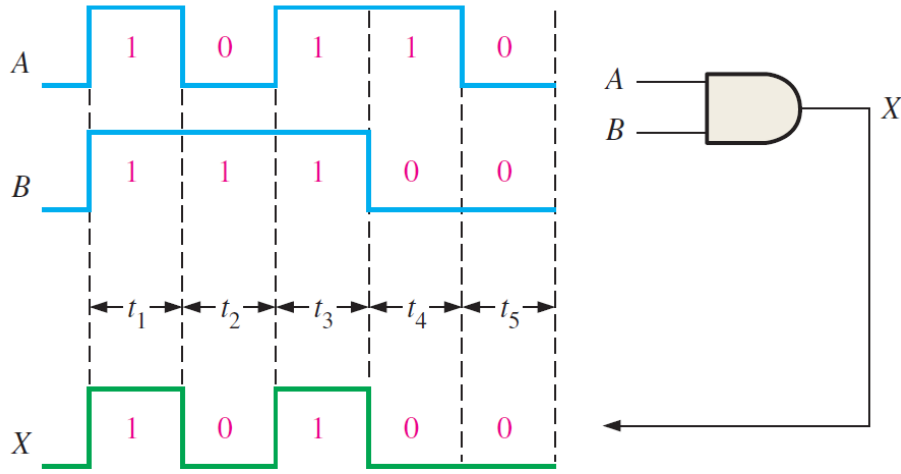 A 1 0 1 1 0
A
X
B
B 1 1 1 0 0
t₁ t₂ t₃ t₄ t₅
X 1 0 1 0 0